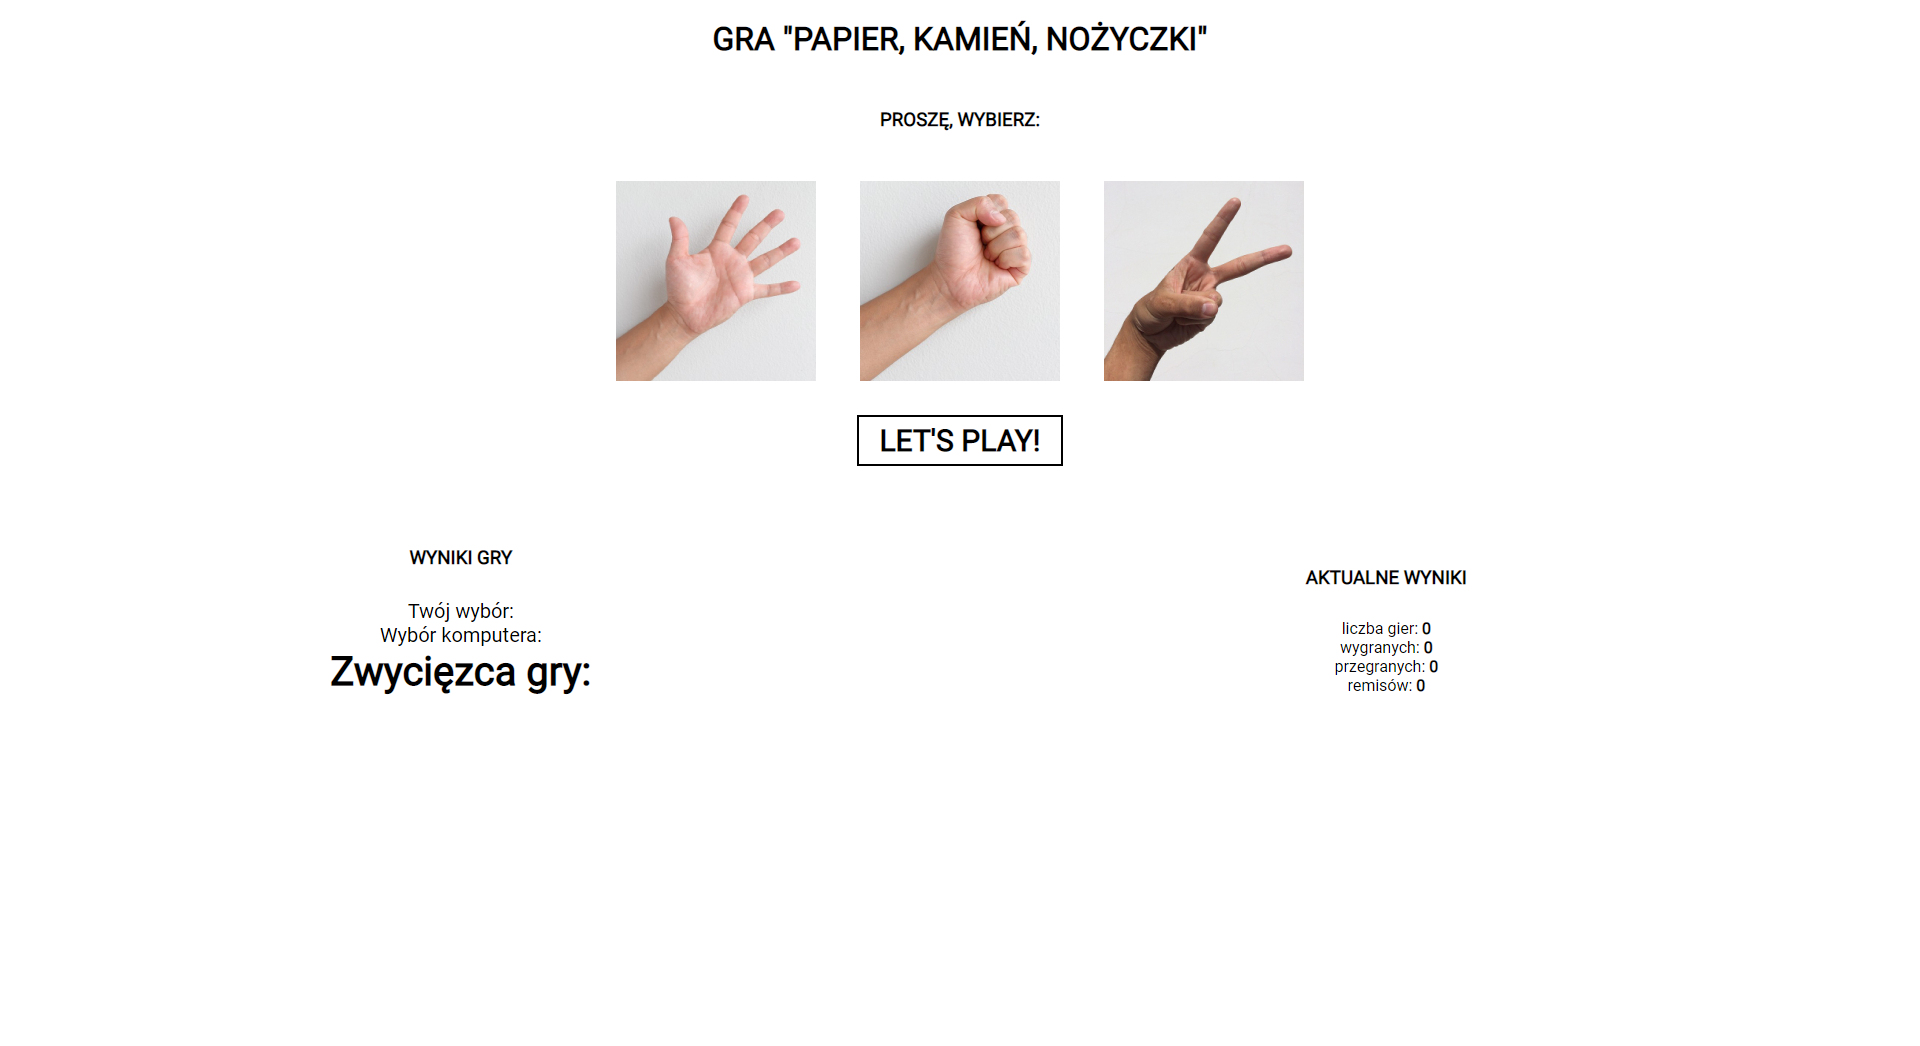 GRA "PAPIER, KAMIEŃ, NOŻYCZKI"
PROSZĘ, WYBIERZ:
LET'S PLAY!
WYNIKI GRY
Twój wybór:
Wybór komputera:
Zwycięzca gry:
AKTUALNE WYNIKI
liczba gier: 0
wygranych: 0
przegranych: 0
remisów: 0